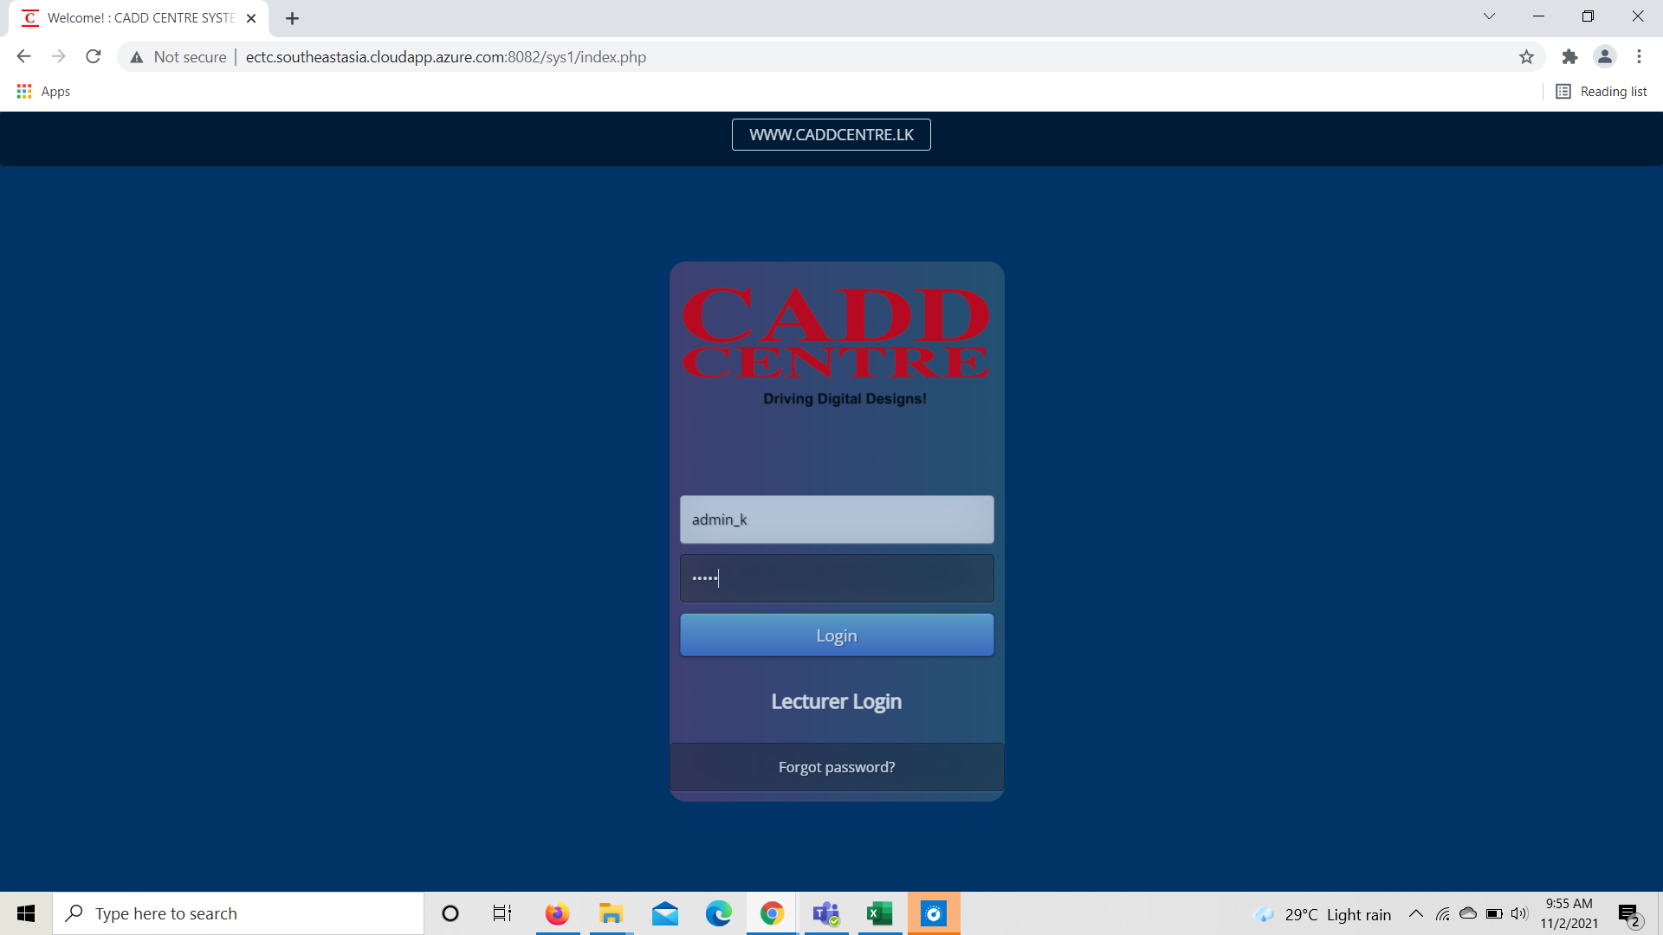 Welcome! : CADD CENTRE SYSTE
Not secure | ectc.southeastasia.cloudapp.azure.com:8082/sys1/index.php
Apps
Reading list
WWW.CADDCENTRE.LK
CADD
CENTRE
Driving Digital Designs!
admin_k
•••••
Login
Lecturer Login
Forgot password?
Type here to search
29°C Light rain
9:55 AM
11/2/2021
2